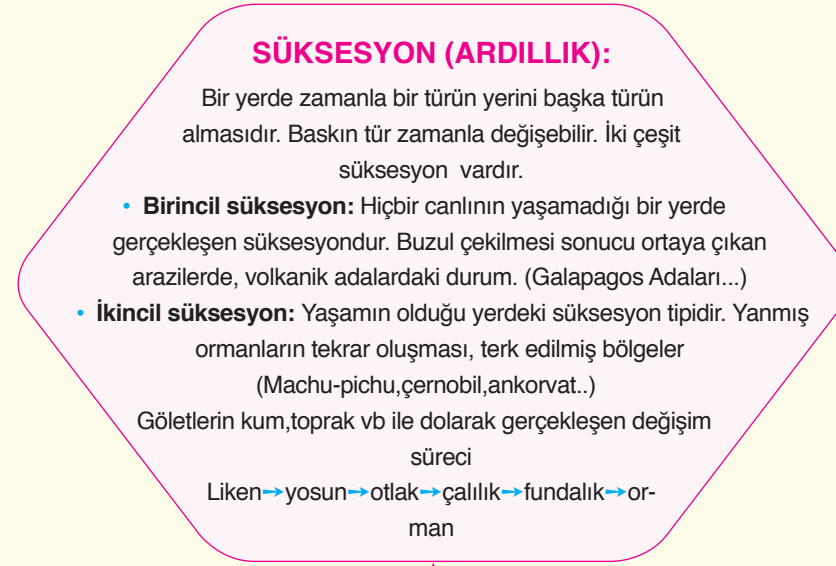 SÜKSESYON (ARDILLIK):
Bir yerde zamanla bir türün yerini başka türün
almasıdır. Baskın tür zamanla değişebilir. İki çeşit
süksesyon vardır.
• Birincil süksesyon: Hiçbir canlının yaşamadığı bir yerde
gerçekleşen süksesyondur. Buzul çekilmesi sonucu ortaya çıkan
arazilerde, volkanik adalardaki durum. (Galapagos Adaları...)
• İkincil süksesyon: Yaşamın olduğu yerdeki süksesyon tipidir. Yanmış
ormanların tekrar oluşması, terk edilmiş bölgeler
(Machu-pichu,çernobil,ankorvat..)
Göletlerin kum,toprak vb ile dolarak gerçekleşen değişim
süreci
Liken→yosun→otlak→çalılık→fundalık→or-
man